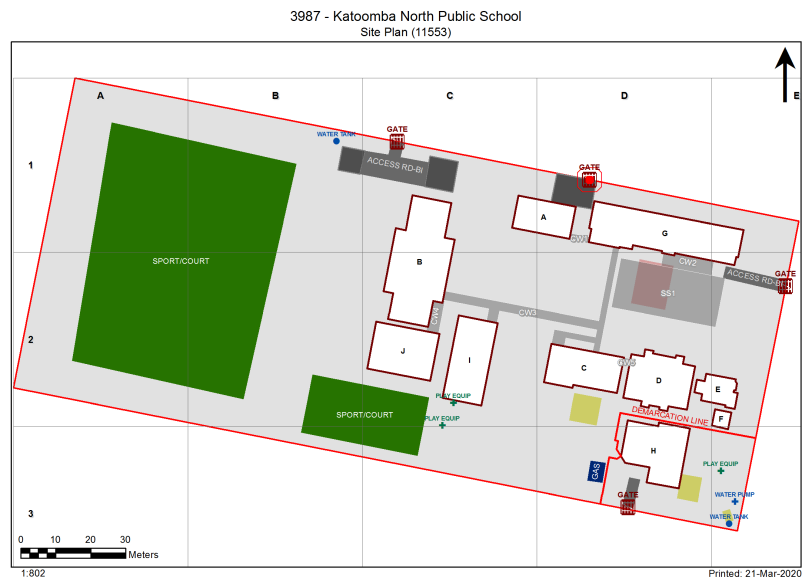 3987 - Katoomba North Public School
Site Plan (11553)
A
B
C
D
E
WATER TANK
GATE
1
ACCESS RD-BI
GATE
A
G
CW1
B
SPORT/COURT
CW2
ACCESS RD-BI
GATE
SS1
CW4
CW3
2
J
I
C
CW5
D
E
PLAY EQUIP
SPORT/COURT
PLAY EQUIP
DEMARCATION LINE
F
H
GAS
PLAY EQUIP
GATE
WATER PUMP
WATER TANK
3
0 10 20 30
Meters
1:802
Printed: 21-Mar-2020